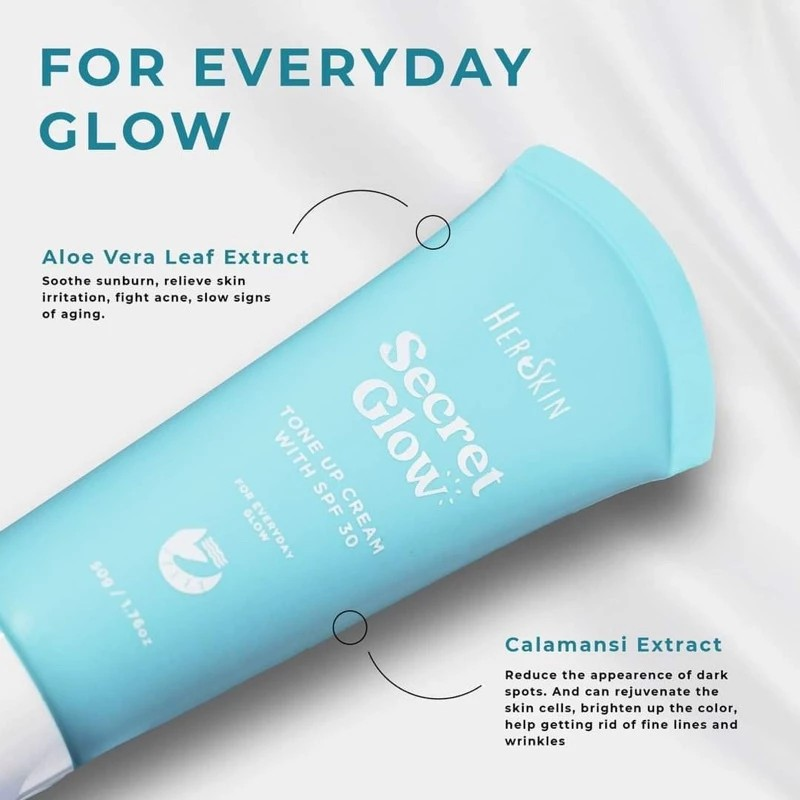 FOR EVERYDAY
GLOW
Aloe Vera Leaf Extract
Soothe sunburn, relieve skin
irritation, fight acne, slow signs
of aging.
HERSKIN
Secret
Glow
TONE UP CREAM
WITH SPF 30
FOR EVERYDAY
GLOW
50g / 1.76oz
Calamansi Extract
Reduce the appearence of dark
spots. And can rejuvenate the
skin cells, brighten up the color,
help getting rid of fine lines and
wrinkles